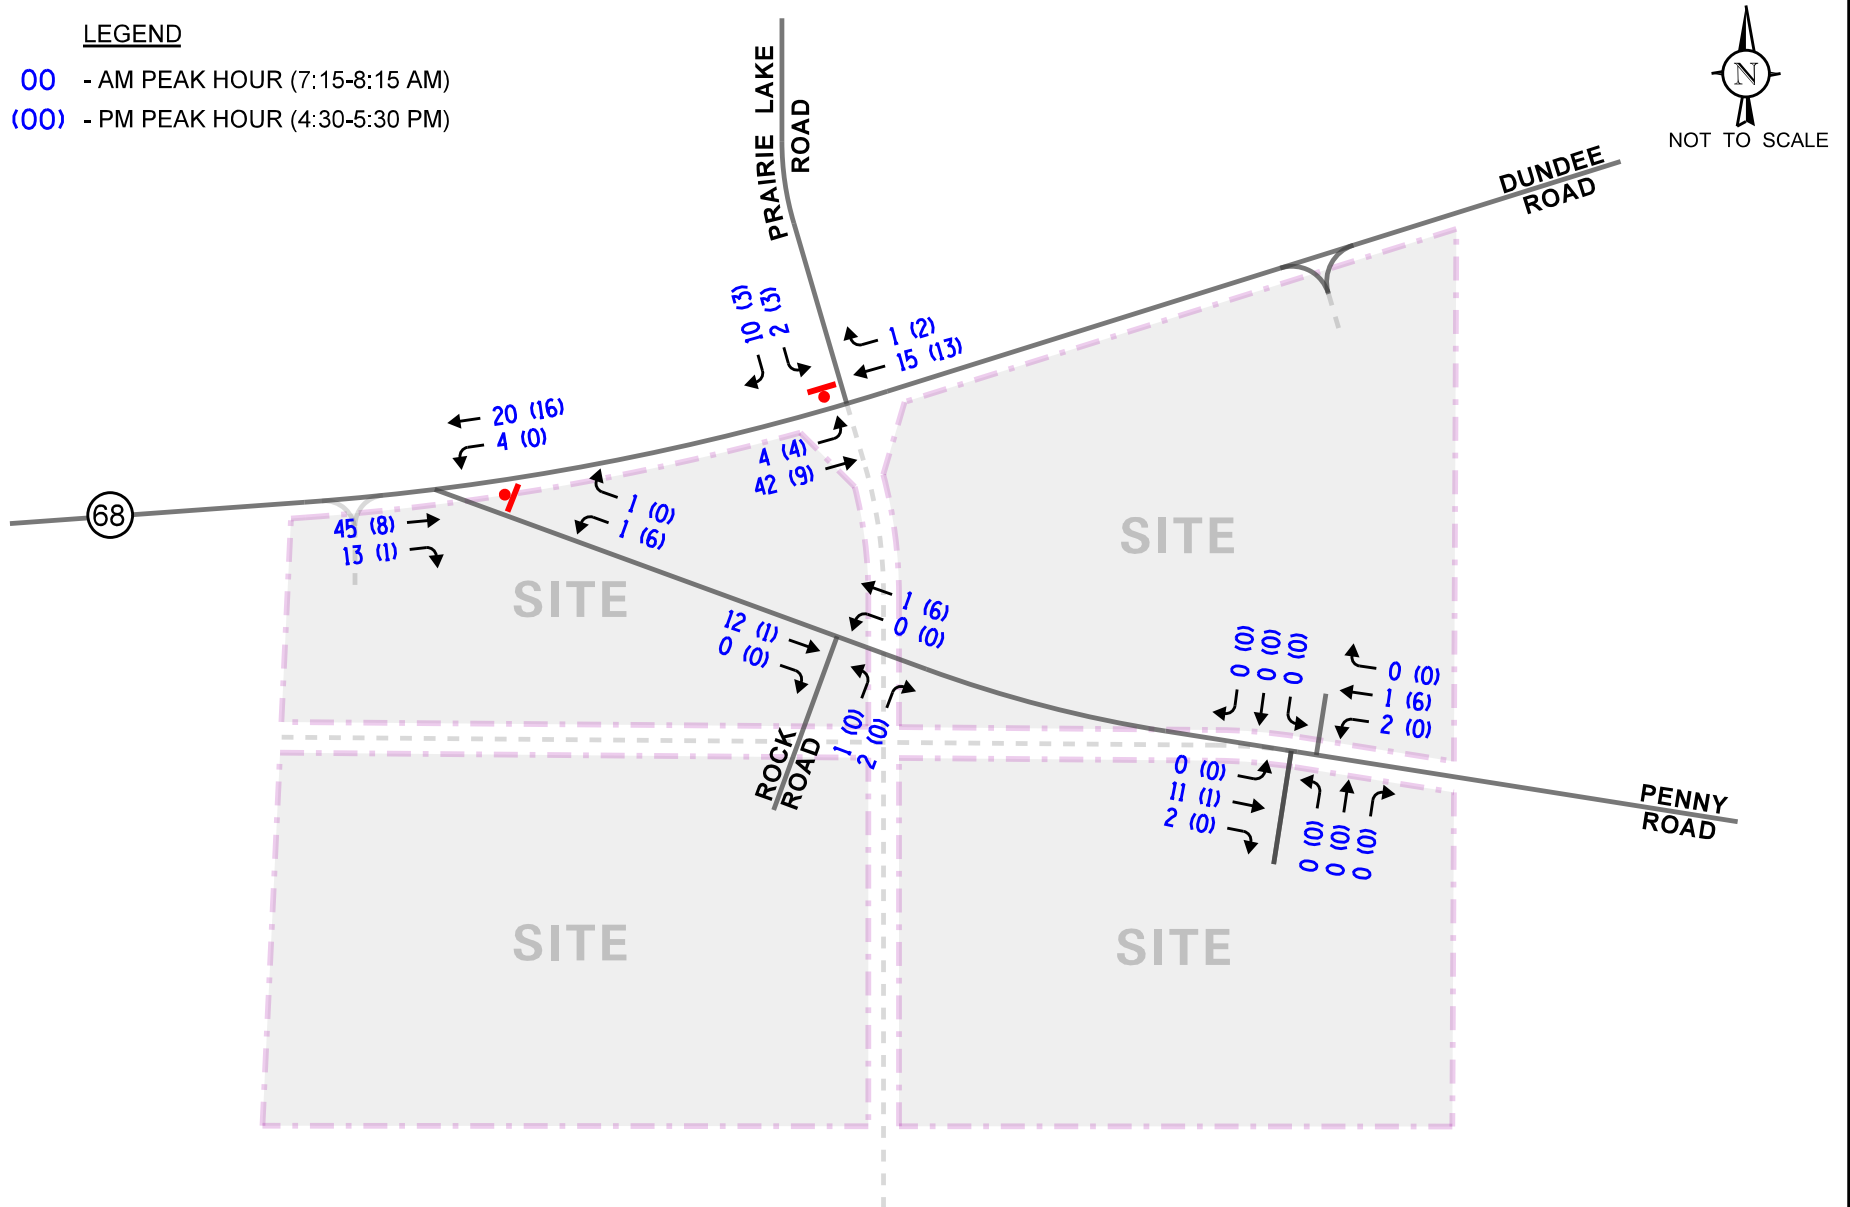 LEGEND
00 - AM PEAK HOUR (7:15-8:15 AM)
(00) - PM PEAK HOUR (4:30-5:30 PM)
PRAIRIE LAKE
ROAD
N
NOT TO SCALE
DUNDEE
ROAD
10 (3)
2 (3)
1 (2)
15 (13)
20 (16)
4 (0)
4 (4)
42 (9)
68
45 (8)
13 (1)
1 (0)
1 (6)
SITE
SITE
12 (1)
0 (0)
1 (6)
0 (0)
1 (0)
2 (0)
ROCK
ROAD
0 (0)
0 (0)
0 (0)
0 (0)
1 (6)
2 (0)
0 (0)
11 (1)
2 (0)
0 (0)
0 (0)
0 (0)
PENNY
ROAD
SITE
SITE